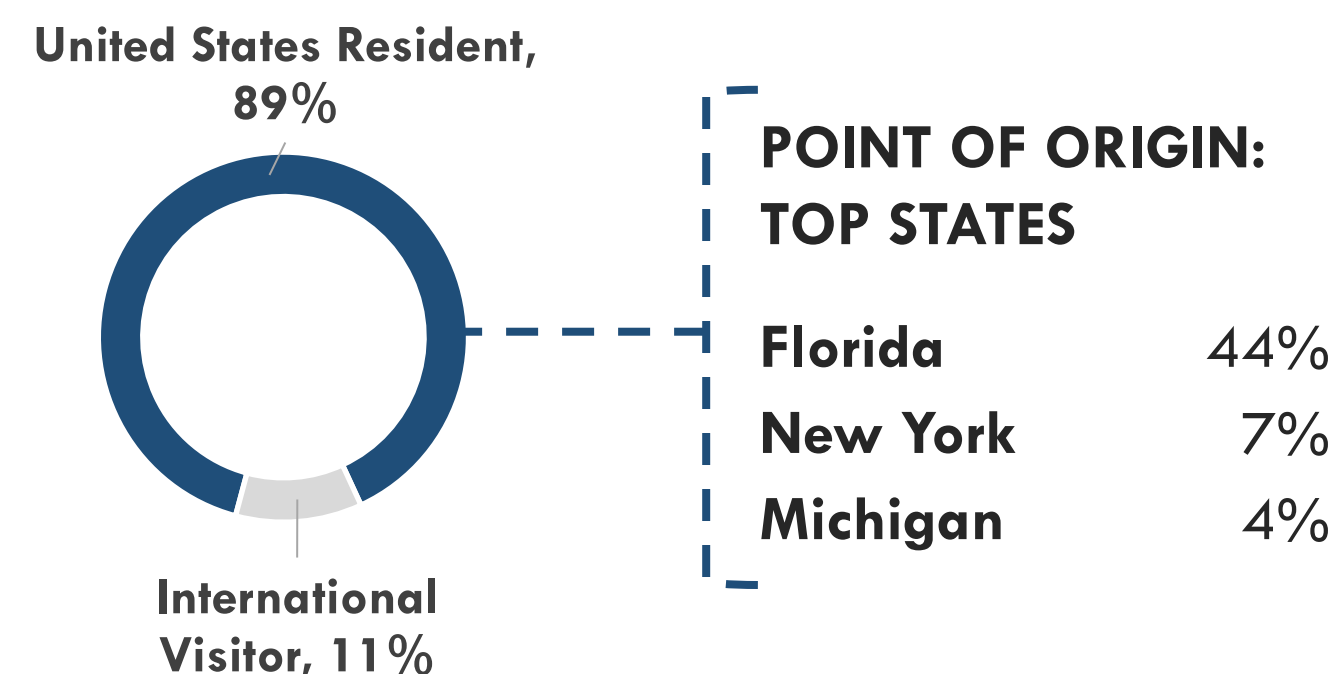 United States Resident,
89%
POINT OF ORIGIN:
TOP STATES
Florida 44%
New York 7%
Michigan 4%
International
Visitor, 11%